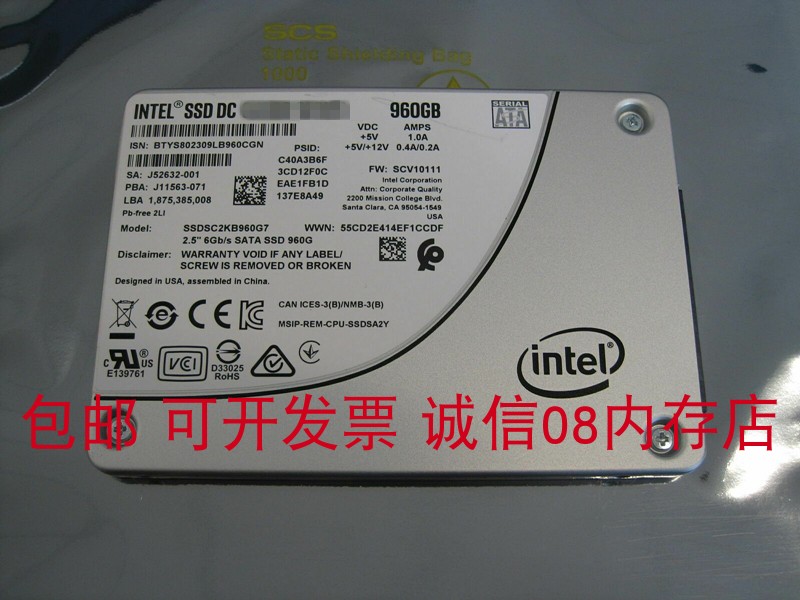 SCS
Static Shielding Bag
1000
INTEL® SSD DC
960GB
SERIAL
ATA
VDC AMPS
+5V 1.0A
+5V/+12V 0.4A/0.2A
ISN: BTYS802309LB960CGN
PSID:
C40A3B6F
3CD12F0C
EAE1FB1D
137E8A49
SA: J52632-001
PBA: J11563-071
LBA 1,875,385,008
Pb-free 2LI
FW: SCV10111
Intel Corporation
Attn: Corporate Quality
2200 Mission College Blvd.
Santa Clara, CA 95054-1549
USA
Model: SSDSC2KB960G7 WWN: 55CD2E414EF1CCDF
2.5" 6Gb/s SATA SSD 960G
Disclaimer: WARRANTY VOID IF ANY LABEL/
SCREW IS REMOVED OR BROKEN
Designed in USA, assembled in China.
CAN ICES-3(B)/NMB-3(B)
MSIP-REM-CPU-SSDSA2Y
c RU ® US
E139761
VCI
D33025
RoHS
intel®
包邮 可开发票 诚信08内存店